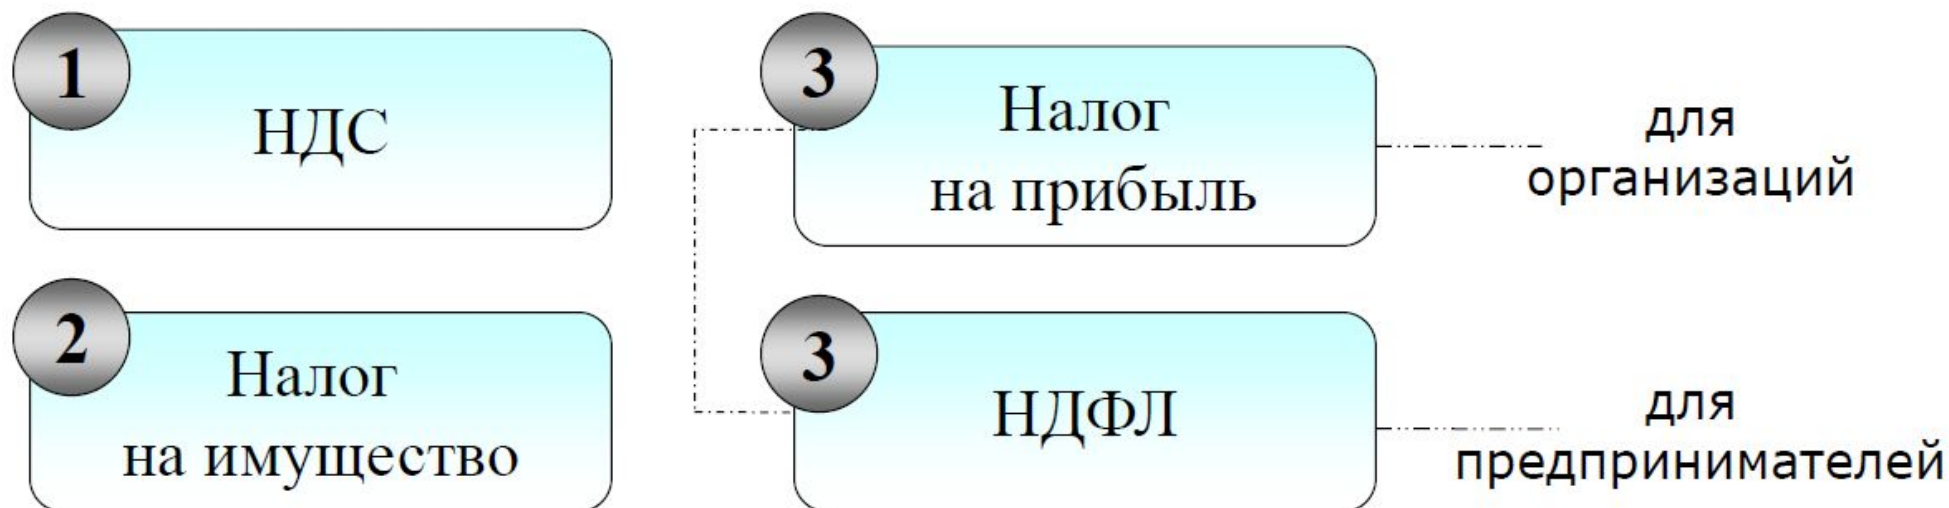 1
НДС
2
Налог
на имущество
3
Налог
на прибыль
для
организаций
3
НДФЛ
для
предпринимателей